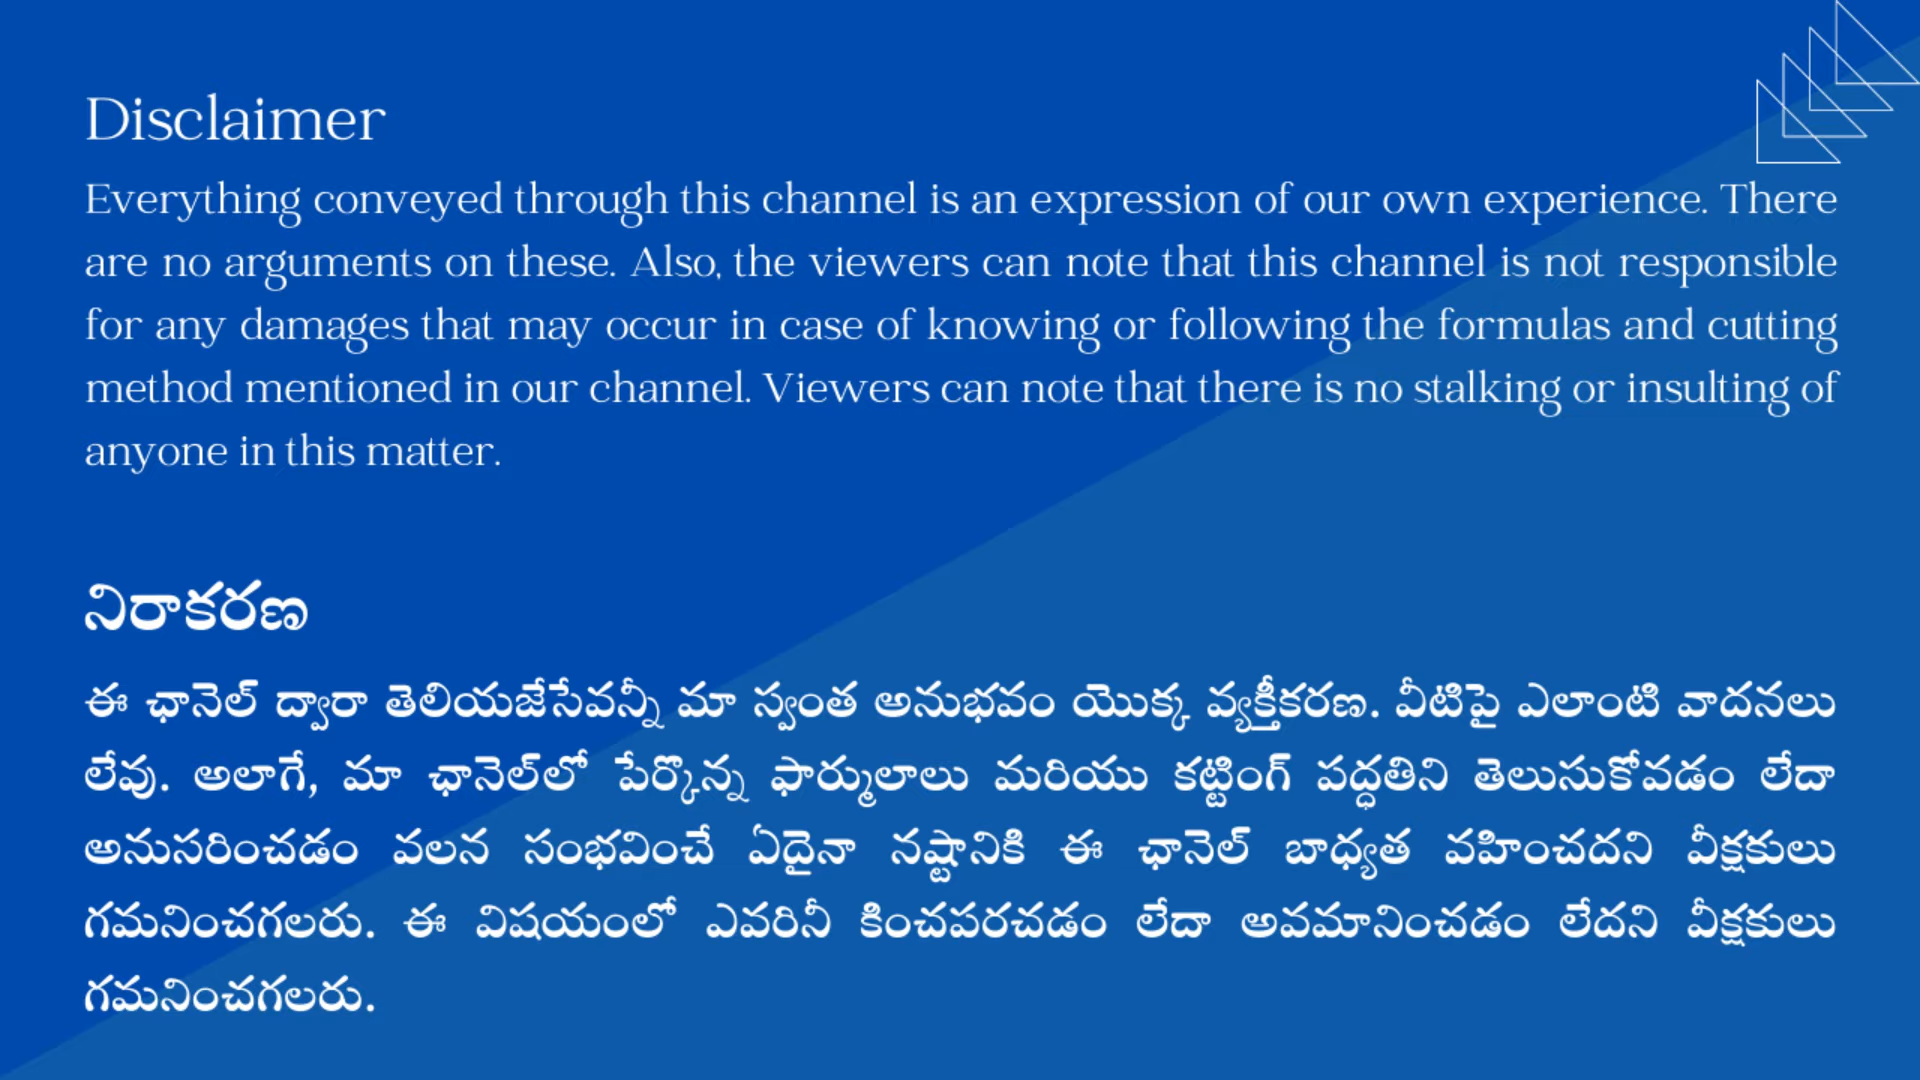 Disclaimer
Everything conveyed through this channel is an expression of our own experience. There
are no arguments on these. Also, the viewers can note that this channel is not responsible
for any damages that may occur in case of knowing or following the formulas and cutting
method mentioned in our channel. Viewers can note that there is no stalking or insulting of
anyone in this matter.
నిరాకరణ
ఈ ఛానెల్ ద్వారా తెలియజేసేవన్నీ మా స్వంత అనుభవం యొక్క వ్యక్తీకరణ. వీటిపై ఎలాంటి వాదనలు
లేవు. అలాగే, మా ఛానెల్‌లో పేర్కొన్న ఫార్ములాలు మరియు కట్టింగ్ పద్ధతిని తెలుసుకోవడం లేదా
అనుసరించడం వలన సంభవించే ఏదైనా నష్టానికి ఈ ఛానెల్ బాధ్యత వహించదని వీక్షకులు
గమనించగలరు. ఈ విషయంలో ఎవరినీ కించపరచడం లేదా అవమానించడం లేదని వీక్షకులు
గమనించగలరు.